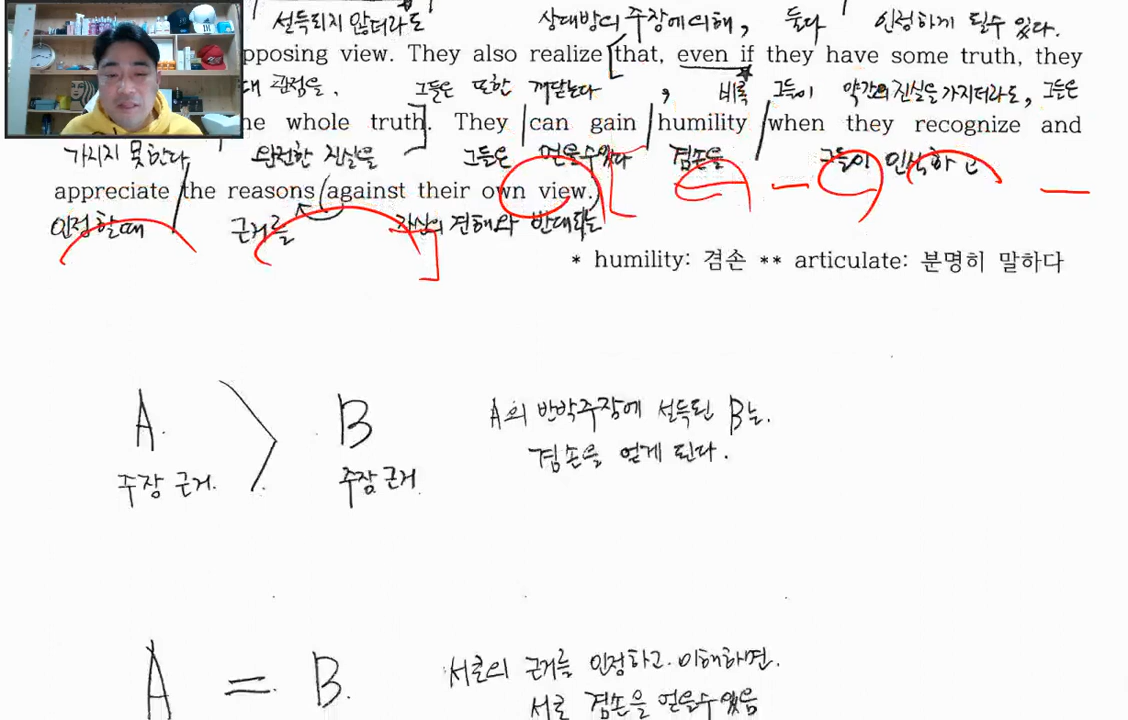 설득되지 않더라도 상대방의 주장에 의해, 둘다 인정하게 될수 있다.
pposing view. They also realize that, even if they have some truth, they
대 관점을, 그들은 또한 깨닫는다, 비록 그들이 약간의 진실을 가지더라도, 그들은
he whole truth. They can gain humility when they recognize and
가지지 못한다 완전한 진실을 그들은 얻을수있다 겸손을 그들이 인식하고
appreciate the reasons against their own view.
인정할때 근거를 자신의 견해와 반대되는
* humility: 겸손 ** articulate: 분명히 말하다
A B A의 반박주장에 설득된 B는.
겸손을 얻게 된다.
주장 근거. 주장 근거.
A = B. 서로의 근거를 인정하고 이해하면.
서로 겸손을 얻을수 있음